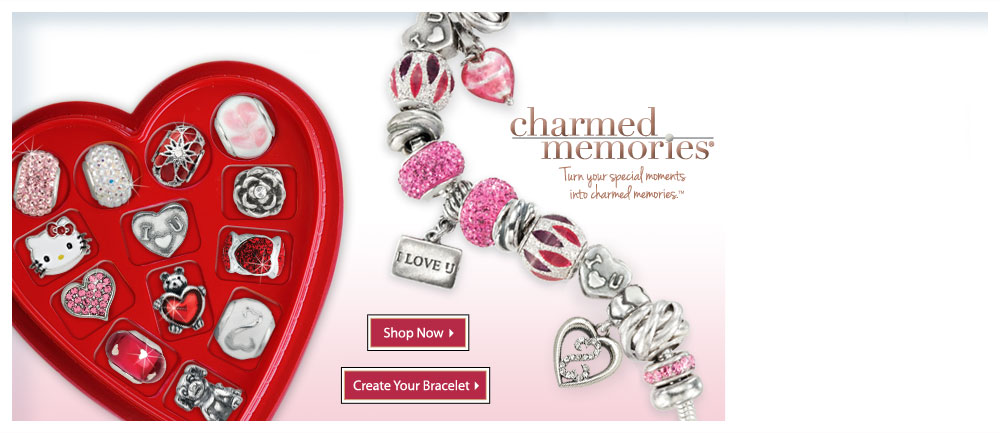 I ♥ U
charmed
memories®
Turn your special moments
into charmed memories.™
I U
I LOVE U
I U
Shop Now
Create Your Bracelet